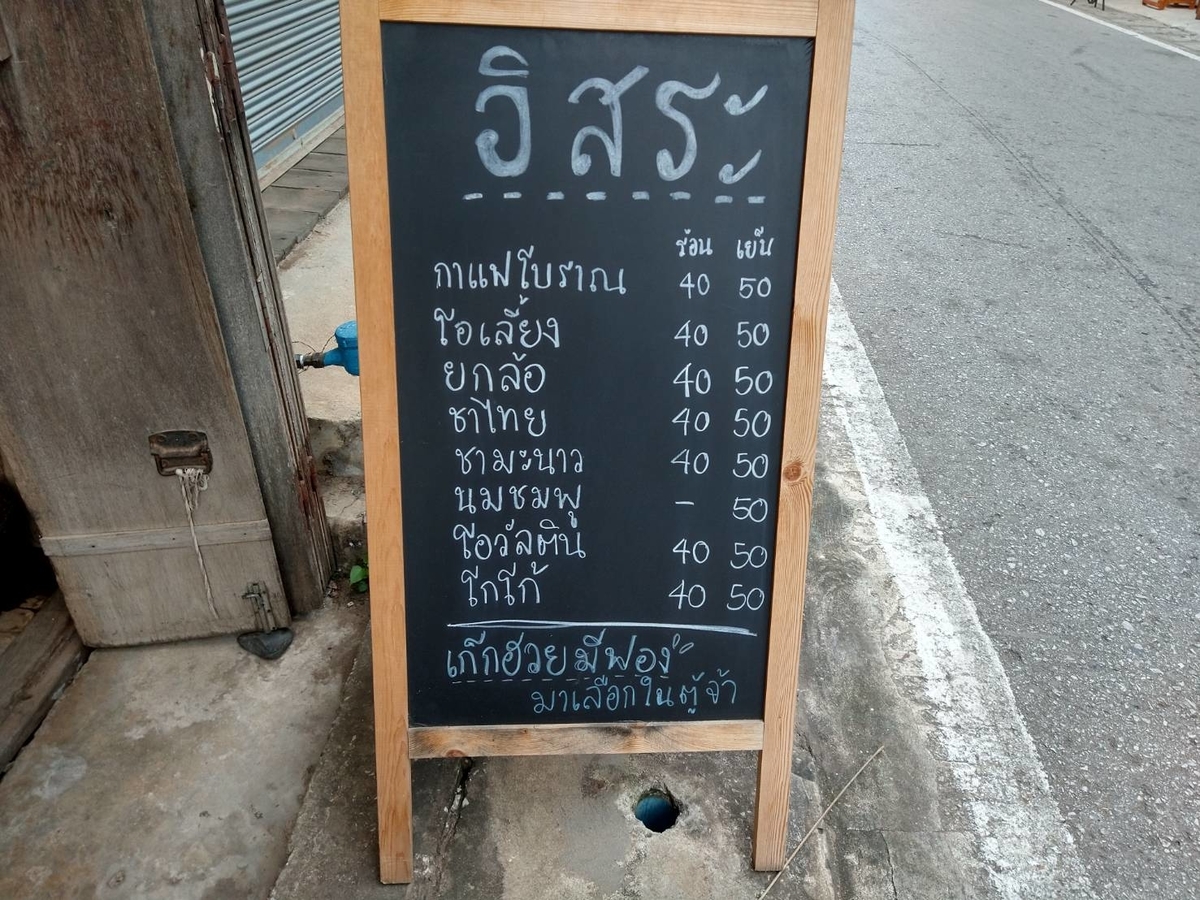 อิสระ
ร้อน เย็น
กาแฟโบราณ 40 50
โอเลี้ยง 40 50
ยกล้อ 40 50
ชาไทย 40 50
ชามะนาว 40 50
นมชมพู - 50
โอวัลติน 40 50
โกโก้ 40 50
เก๊กฮวยมีฟอง
มาเลือกในตู้จ้า